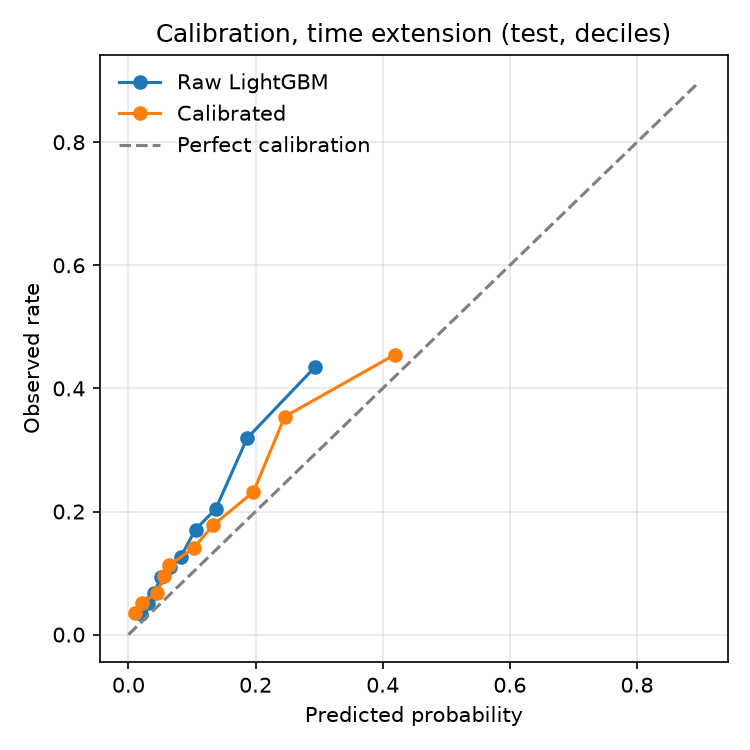 Calibration, time extension (test, deciles)
Raw LightGBM
Calibrated
Perfect calibration
Observed rate
0.8
0.6
0.4
0.2
0.0
0.0 0.2 0.4 0.6 0.8
Predicted probability